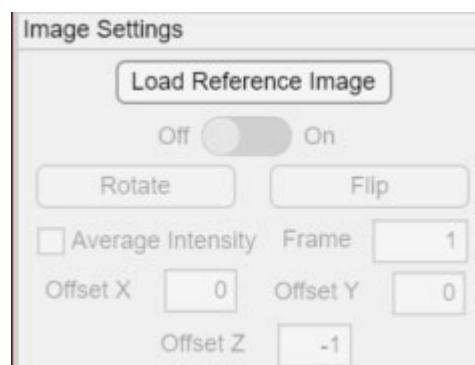 Image Settings
Load Reference Image
Off On
Rotate Flip
Average Intensity Frame 1
Offset X 0 Offset Y 0
Offset Z -1